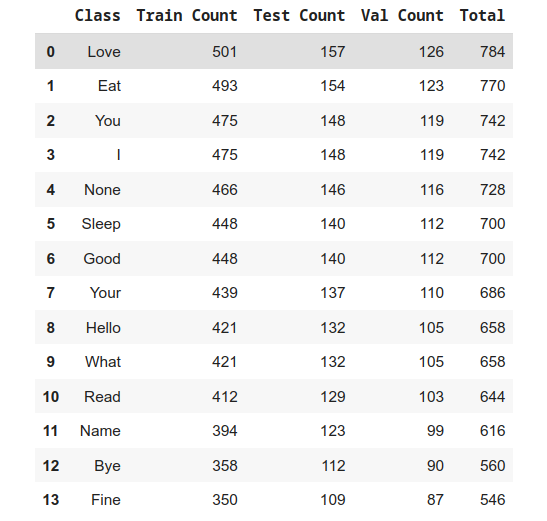 Class Train Count Test Count Val Count Total
0 Love 501 157 126 784
1 Eat 493 154 123 770
2 You 475 148 119 742
3 I 475 148 119 742
4 None 466 146 116 728
5 Sleep 448 140 112 700
6 Good 448 140 112 700
7 Your 439 137 110 686
8 Hello 421 132 105 658
9 What 421 132 105 658
10 Read 412 129 103 644
11 Name 394 123 99 616
12 Bye 358 112 90 560
13 Fine 350 109 87 546